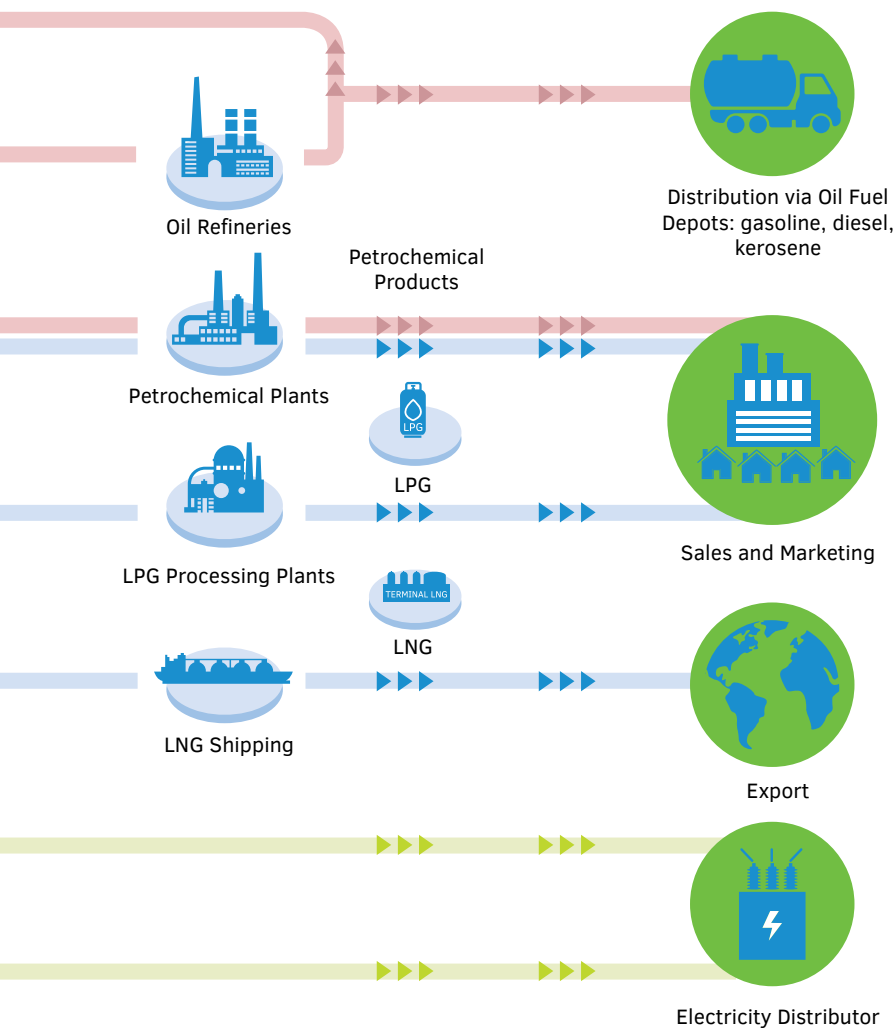 Oil Refineries
Distribution via Oil Fuel
Depots: gasoline, diesel,
kerosene
Petrochemical
Products
Petrochemical Plants
LPG
LPG
LPG Processing Plants
Sales and Marketing
TERMINAL LNG
LNG
LNG Shipping
Export
Electricity Distributor